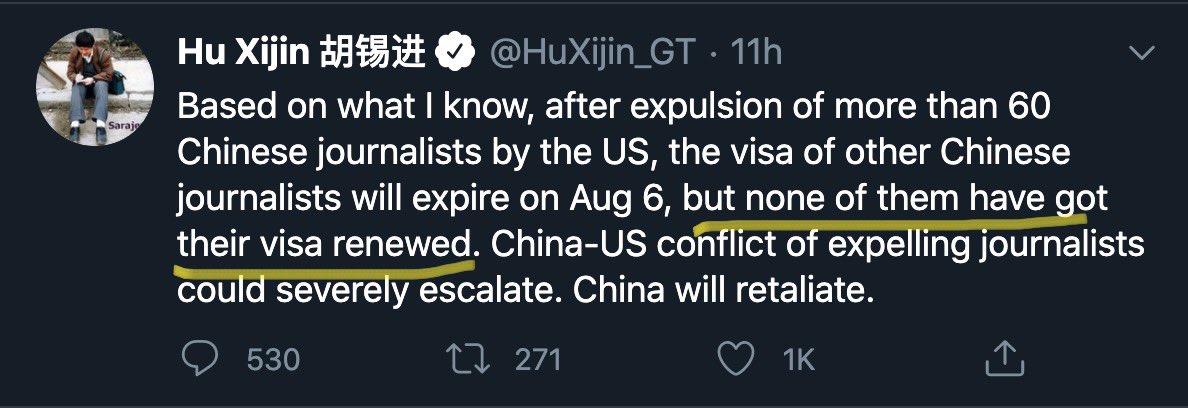 Hu Xijin 胡锡进 @HuXijin_GT · 11h
Based on what I know, after expulsion of more than 60
Chinese journalists by the US, the visa of other Chinese
journalists will expire on Aug 6, but none of them have got
their visa renewed. China-US conflict of expelling journalists
could severely escalate. China will retaliate.
Saraje
530 271 1K